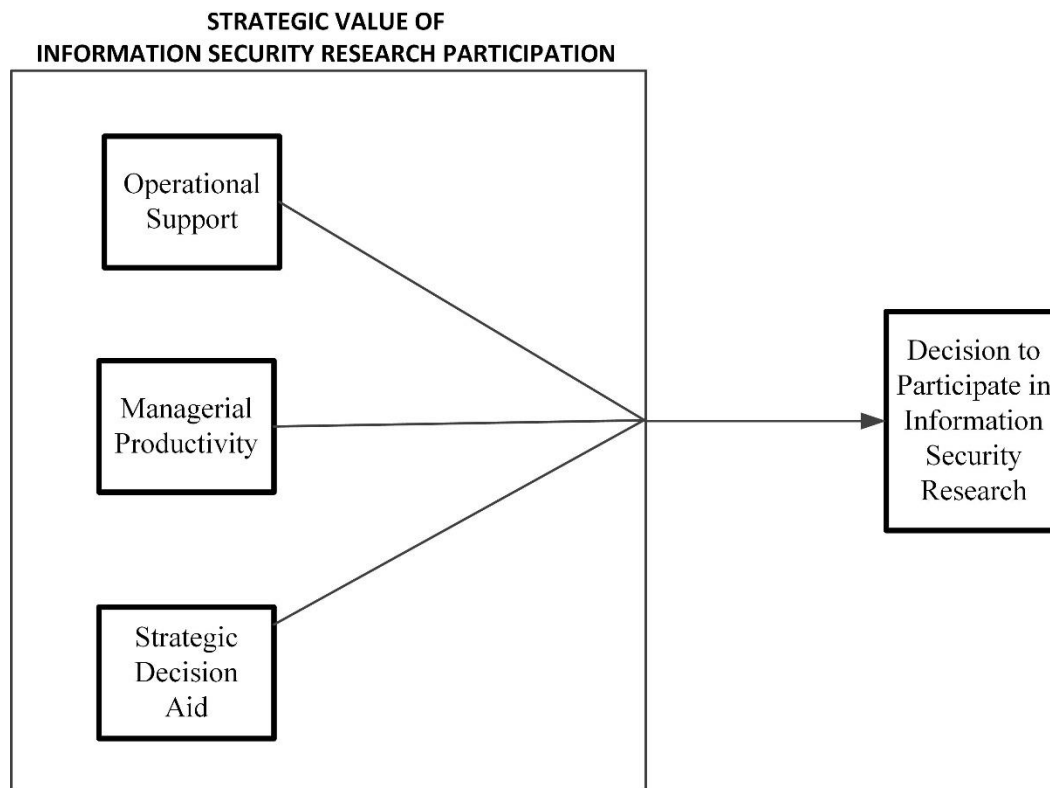 STRATEGIC VALUE OF
INFORMATION SECURITY RESEARCH PARTICIPATION
Operational
Support
Managerial
Productivity
Strategic
Decision
Aid
Decision to
Participate in
Information
Security
Research